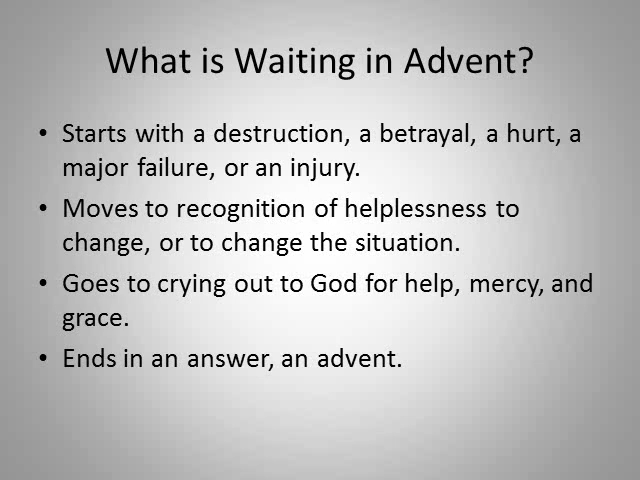 What is Waiting in Advent?
• Starts with a destruction, a betrayal, a hurt, a
major failure, or an injury.
• Moves to recognition of helplessness to
change, or to change the situation.
• Goes to crying out to God for help, mercy, and
grace.
• Ends in an answer, an advent.